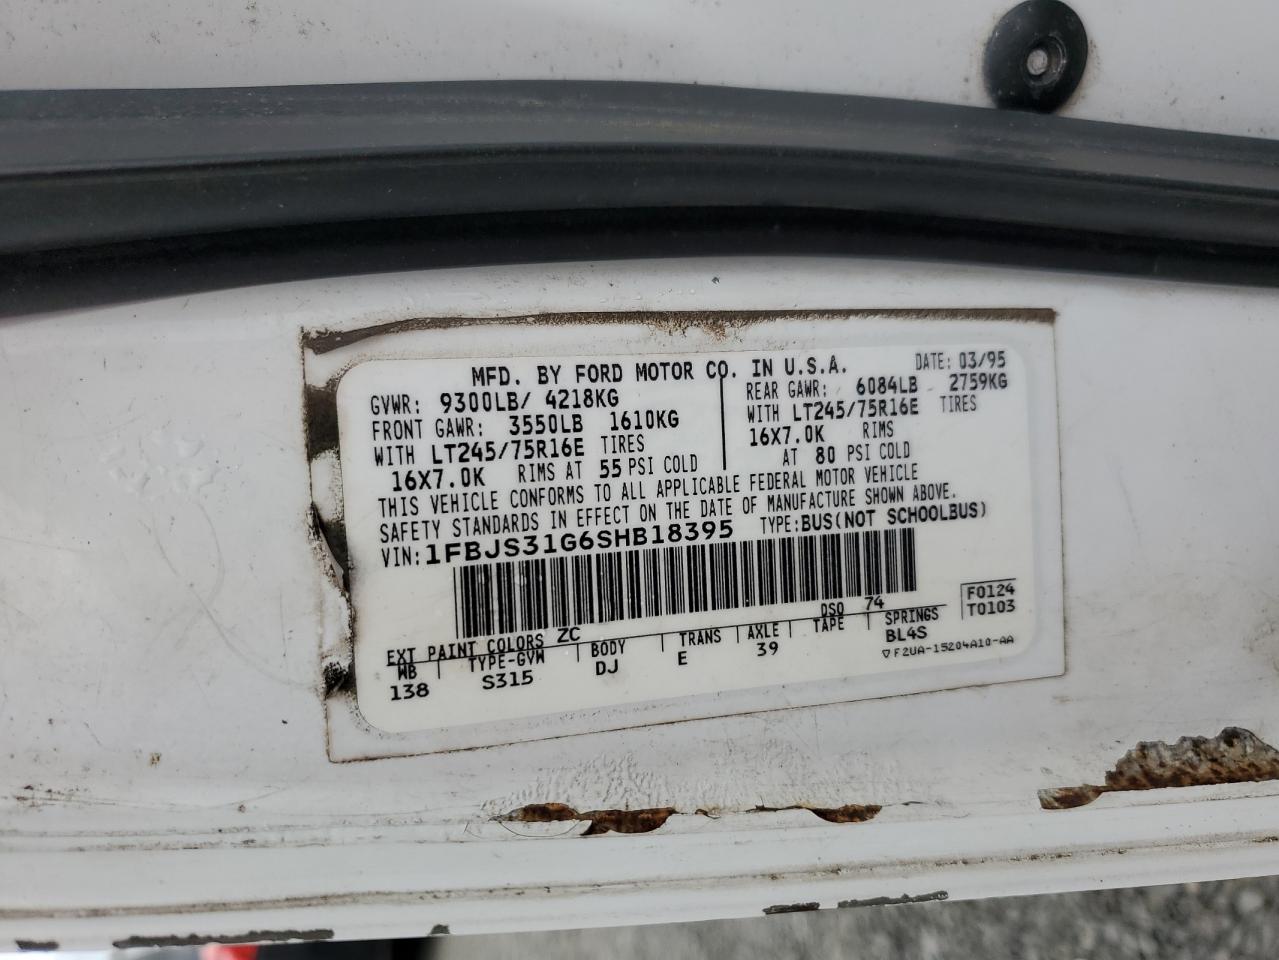 MFD. BY FORD MOTOR CO. IN U.S.A.
DATE: 03/95
GVWR: 9300LB/ 4218KG
FRONT GAWR: 3550LB 1610KG
WITH LT245/75R16E TIRES
16X7.0K RIMS AT 55 PSI COLD
REAR GAWR: 6084LB 2759KG
WITH LT245/75R16E TIRES
16X7.0K RIMS
AT 80 PSI COLD
THIS VEHICLE CONFORMS TO ALL APPLICABLE FEDERAL MOTOR VEHICLE
SAFETY STANDARDS IN EFFECT ON THE DATE OF MANUFACTURE SHOWN ABOVE.
VIN: 1FBJS31G6SHB18395 TYPE: BUS(NOT SCHOOLBUS)
F0124
T0103
EXT PAINT COLORS ZC DSO 74
WB TYPE-GVW BODY TRANS AXLE TAPE SPRINGS
138 S315 DJ E 39 BL4S
▽F2UA-15204A10-AA